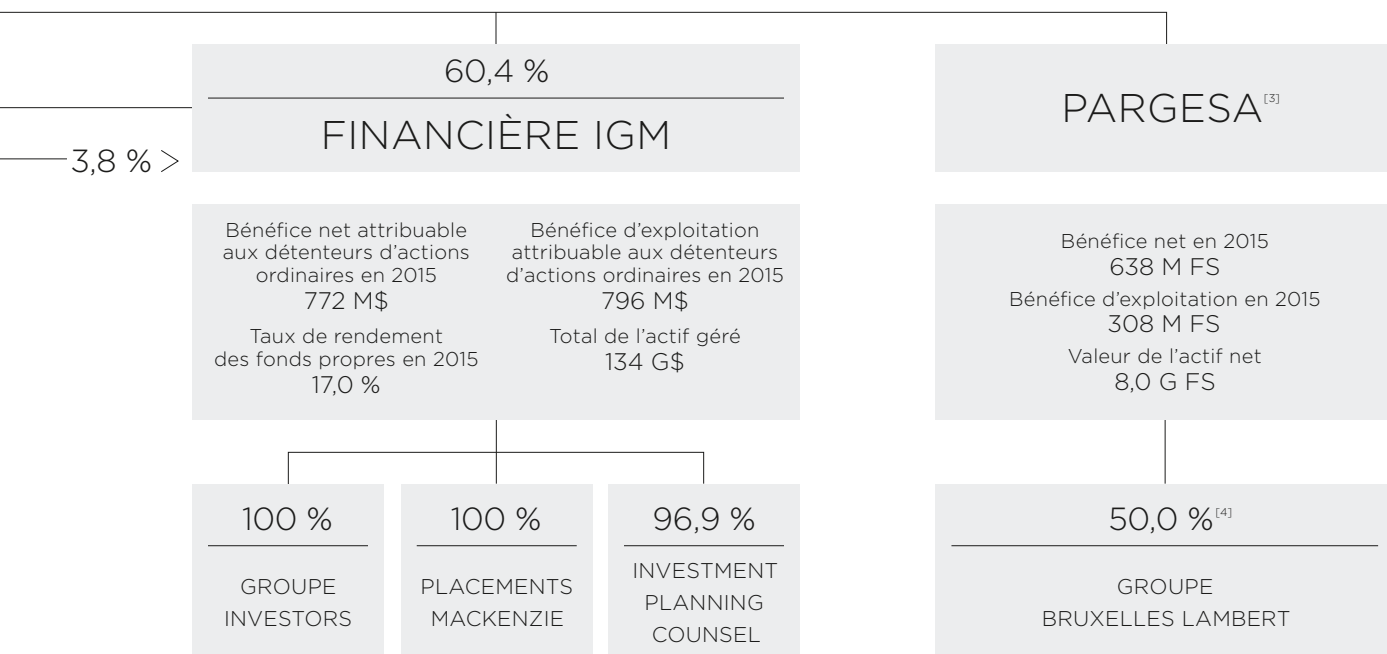 60,4 %
FINANCIÈRE IGM
3,8 % >
Bénéfice net attribuable
aux détenteurs d'actions
ordinaires en 2015
772 M$
Bénéfice d'exploitation
attribuable aux détenteurs
d'actions ordinaires en 2015
796 M$
Taux de rendement
des fonds propres en 2015
17,0 %
Total de l'actif géré
134 G$
100 %
GROUPE
INVESTORS
100 %
PLACEMENTS
MACKENZIE
96,9 %
INVESTMENT
PLANNING
COUNSEL
PARGESA[3]
Bénéfice net en 2015
638 M FS
Bénéfice d'exploitation en 2015
308 M FS
Valeur de l'actif net
8,0 G FS
50,0 %[4]
GROUPE
BRUXELLES LAMBERT